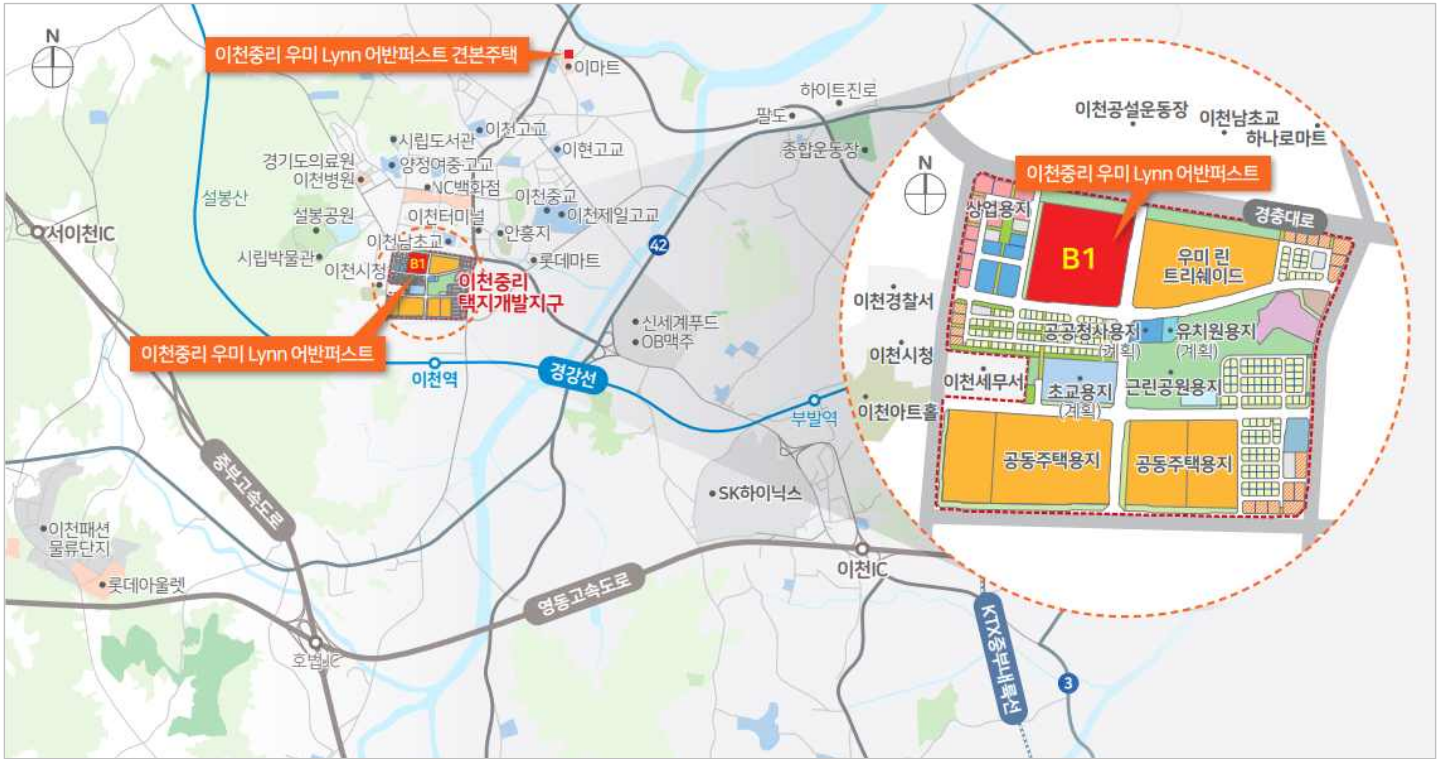 N
이천중리 우미 Lynn 어반퍼스트 견본주택
이마트
하이트진로
팔도
종합운동장
시립도서관
이천고교
양정여중·고교
이현고교
경기도의료원
이천병원
NC백화점
설봉산
이천중교
이천제일고교
설봉공원
이천터미널
안흥지
서이천IC
이천남초교
42
시립박물관
이천시청
롯데마트
B1
이천중리
택지개발지구
신세계푸드
OB맥주
이천중리 우미 Lynn 어반퍼스트
이천역
경강선
부발역
중부고속도로
SK하이닉스
이천패션
물류단지
이천IC
롯데아울렛
영동고속도로
호법JC
KTX중부내륙선
3
N
이천공설운동장
이천남초교
하나로마트
이천중리 우미 Lynn 어반퍼스트
상업용지
경충대로
B1
우미 린
트리쉐이드
이천경찰서
공공청사용지
(계획)
유치원용지
(계획)
이천시청
이천세무서
초교용지
(계획)
근린공원용지
이천아트홀
공동주택용지
공동주택용지